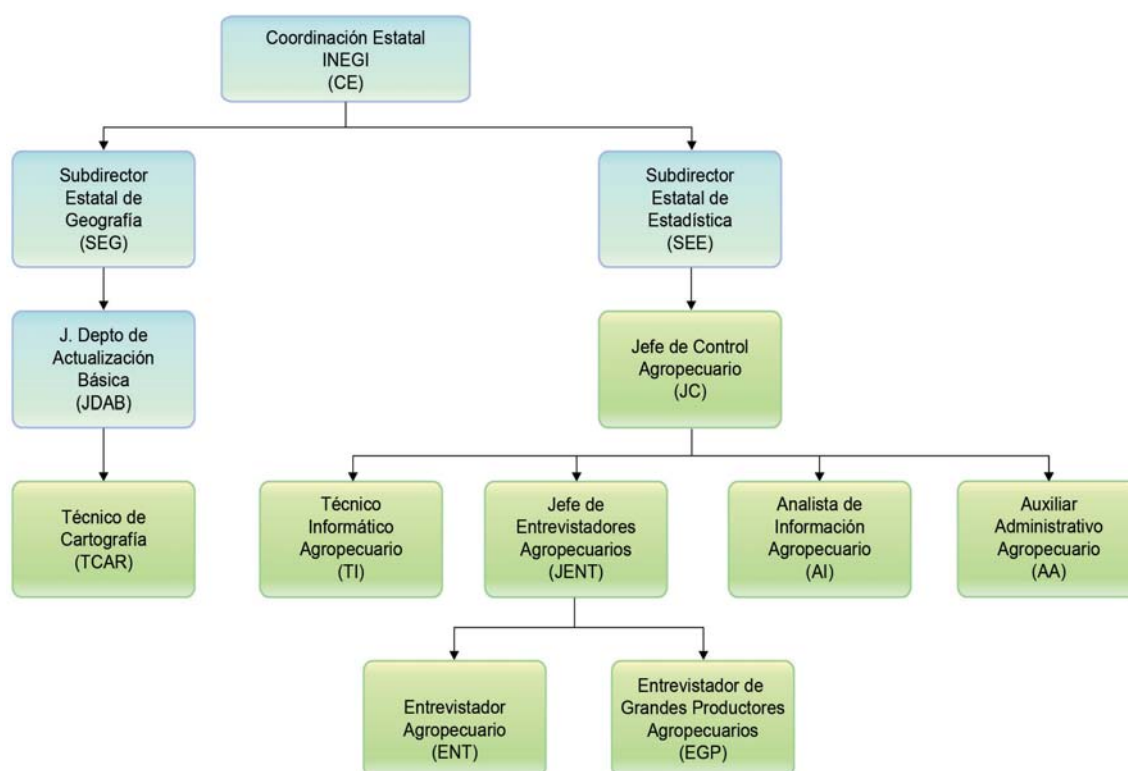 Coordinación Estatal
INEGI
(CE)
Subdirector
Estatal de
Geografía
(SEG)
Subdirector
Estatal de
Estadística
(SEE)
J. Depto de
Actualización
Básica
(JDAB)
Jefe de Control
Agropecuario
(JC)
Técnico de
Cartografía
(TCAR)
Técnico
Informático
Agropecuario
(TI)
Jefe de
Entrevistadores
Agropecuarios
(JENT)
Analista de
Información
Agropecuario
(AI)
Auxiliar
Administrativo
Agropecuario
(AA)
Entrevistador
Agropecuario
(ENT)
Entrevistador de
Grandes Productores
Agropecuarios
(EGP)